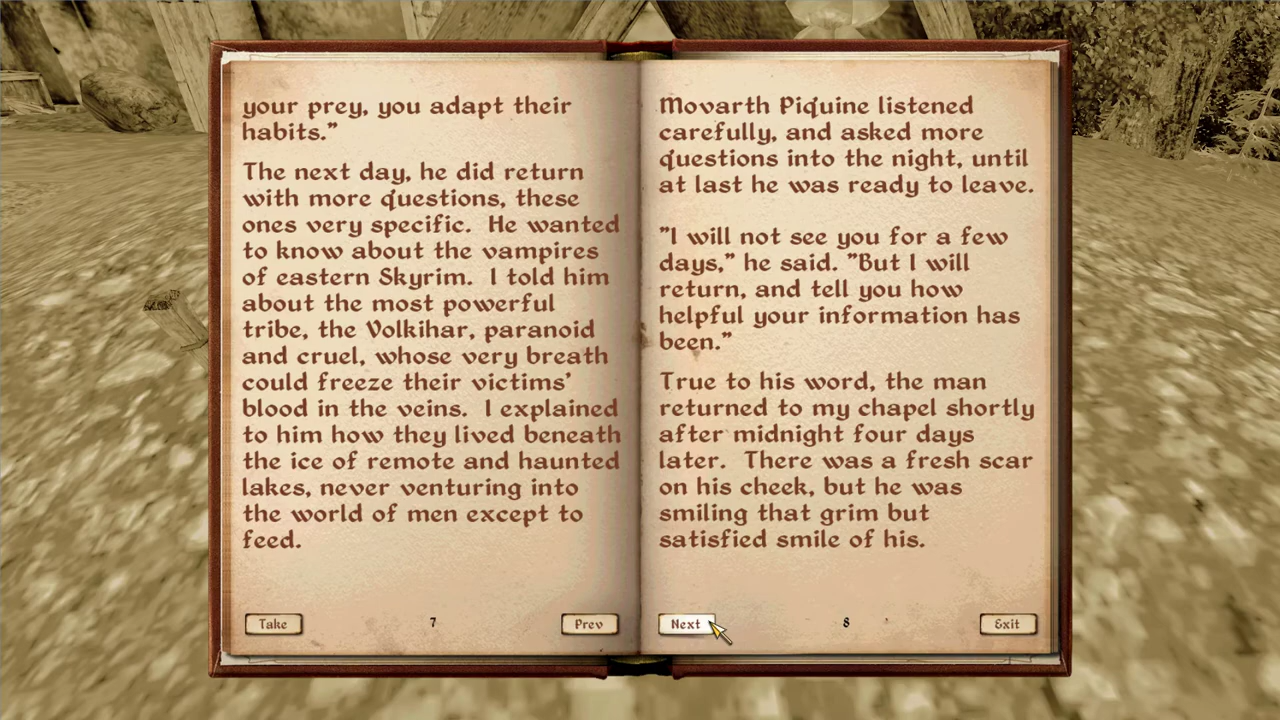 your prey, you adapt their
habits."
The next day, he did return
with more questions, these
ones very specific.  He wanted
to know about the vampires
of eastern Skyrim.  I told him
about the most powerful
tribe, the Volkihar, paranoid
and cruel, whose very breath
could freeze their victims'
blood in the veins.  I explained
to him how they lived beneath
the ice of remote and haunted
lakes, never venturing into
the world of men except to
feed.
Take
7
Prev
Movarth Piquine listened
carefully, and asked more
questions into the night, until
at last he was ready to leave.
"I will not see you for a few
days," he said. "But I will
return, and tell you how
helpful your information has
been."
True to his word, the man
returned to my chapel shortly
after midnight four days
later.  There was a fresh scar
on his cheek, but he was
smiling that grim but
satisfied smile of his.
Next
8
Exit